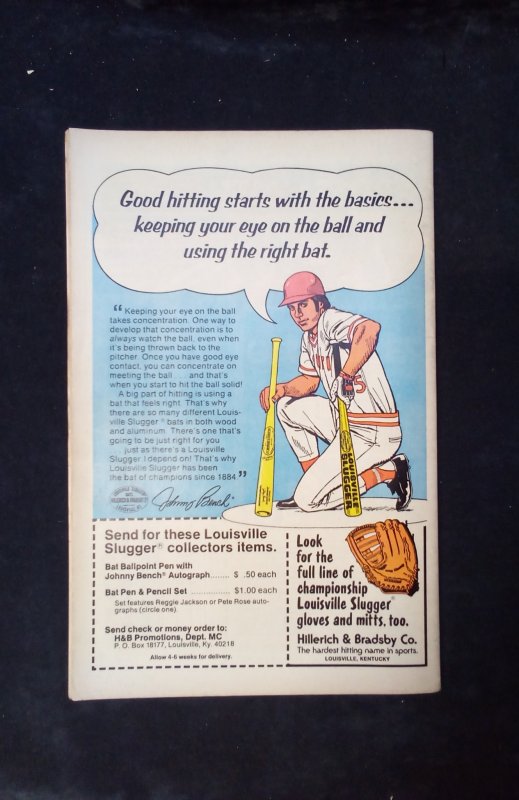 Good hitting starts with the basics...
keeping your eye on the ball and
using the right bat.
“Keeping your eye on the ball
takes concentration. One way to
develop that concentration is to
always watch the ball, even when
it's being thrown back to the
pitcher. Once you have good eye
contact, you can concentrate on
meeting the ball . . . and that's
when you start to hit the ball solid!
A big part of hitting is using a
bat that feels right. That's why
there are so many different Louis-
ville Slugger® bats in both wood
and aluminum. There's one that's
going to be just right for you
. . . just as there's a Louisville
Slugger I depend on! That's why
Louisville Slugger has been
the bat of champions since 1884.”
Johnny Bench
5
LOUISVILLE
SLUGGER
Send for these Louisville
Slugger® collectors items.
Bat Ballpoint Pen with
Johnny Bench® Autograph....... $ .50 each
Bat Pen & Pencil Set ............... $1.00 each
Set features Reggie Jackson or Pete Rose auto-
graphs (circle one).
Send check or money order to:
H&B Promotions, Dept. MC
P. O. Box 18177, Louisville, Ky. 40218
Allow 4-6 weeks for delivery.
Look
for the
full line of
championship
Louisville Slugger®
gloves and mitts, too.
Hillerich & Bradsby Co.
The hardest hitting name in sports.
LOUISVILLE, KENTUCKY